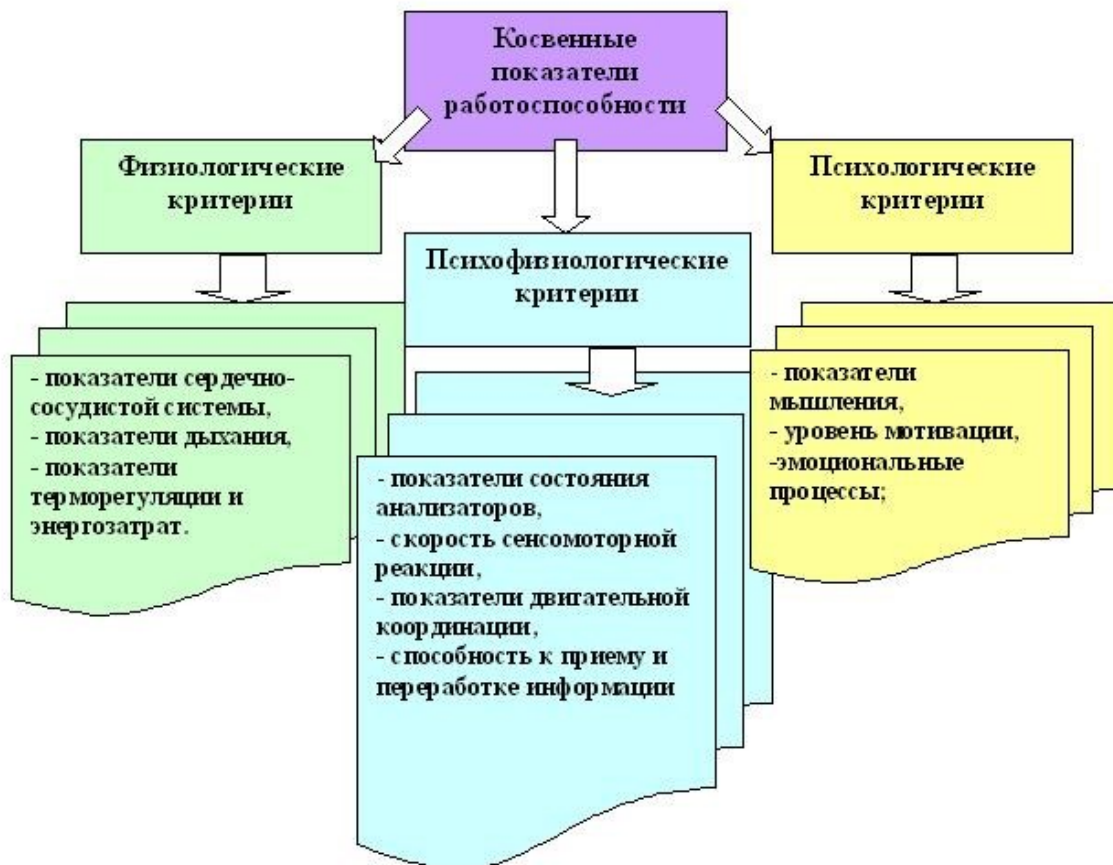 Косвенные
показатели
работоспособности
Физиологические
критерии
Психологические
критерии
Психофизиологические
критерии
- показатели сердечно-
сосудистой системы,
- показатели дыхания,
- показатели
терморегуляции и
энергозатрат.
- показатели состояния
анализаторов,
- скорость сенсомоторной
реакции,
- показатели двигательной
координации,
- способность к приему и
переработке информации
- показатели
мышления,
- уровень мотивации,
-эмоциональные
процессы;